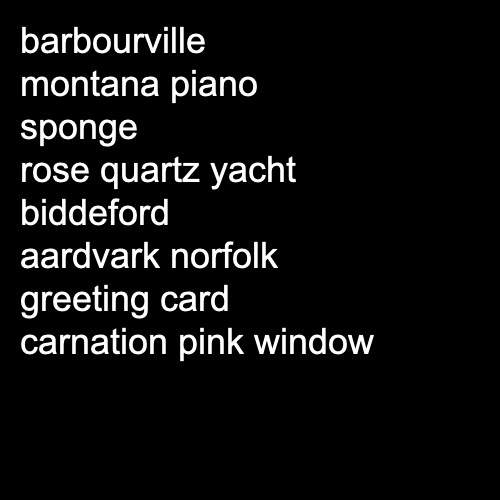 barbourville
montana piano
sponge
rose quartz yacht
biddeford
aardvark norfolk
greeting card
carnation pink window